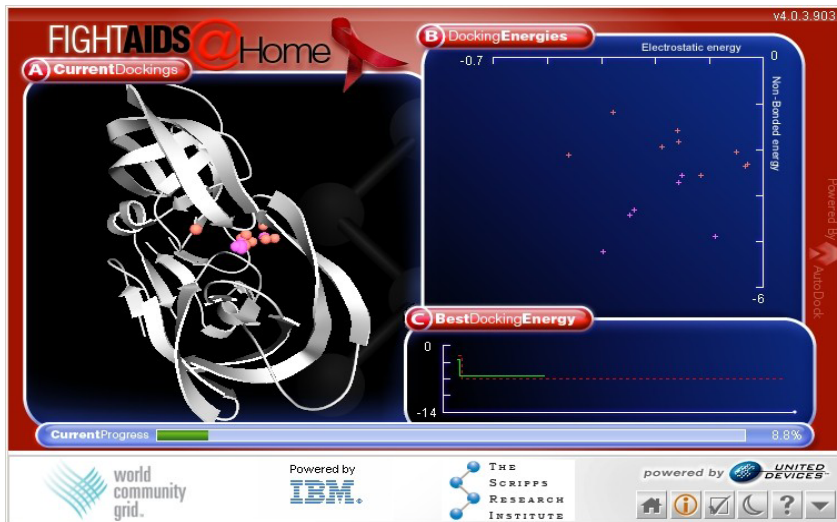 v4.0.3.903
FIGHTAIDS@Home
A CurrentDockings
B DockingEnergies
Electrostatic energy
-0.7
0
Non-Bonded energy
-6
Powered By
AutoDock
C BestDockingEnergy
0
-14
CurrentProgress
8.8%
world
community
grid.
Powered by
IBM.
THE
SCRIPPS
RESEARCH
INSTITUTE
powered by
UNITED
DEVICES
i
?